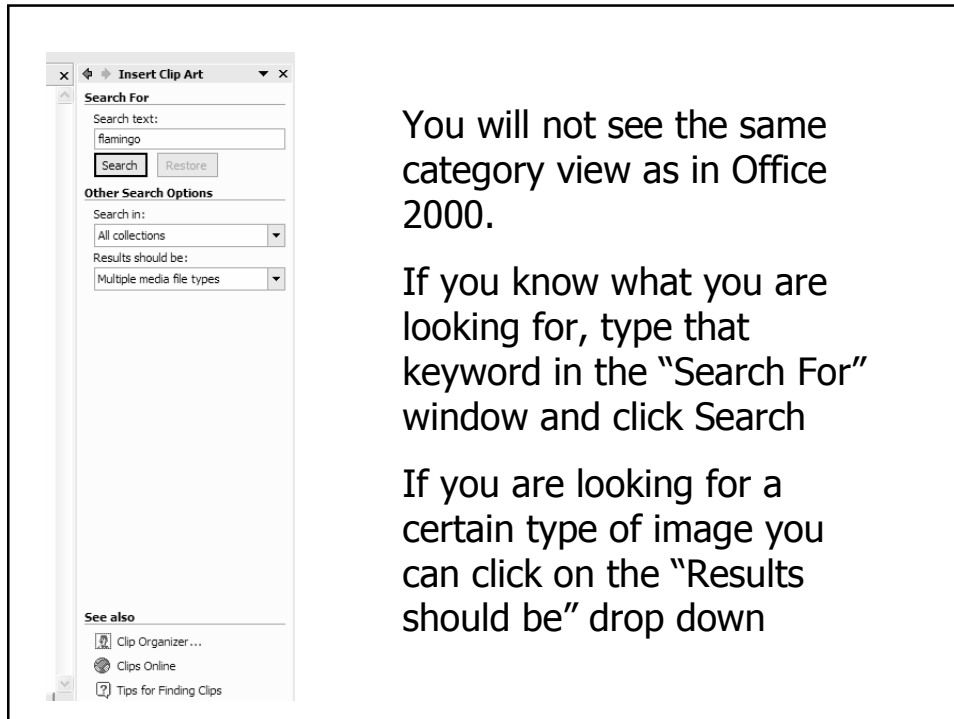 Insert Clip Art
Search For
Search text:
flamingo
Search Restore
Other Search Options
Search in:
All collections
Results should be:
Multiple media file types
See also
Clip Organizer...
Clips Online
Tips for Finding Clips
You will not see the same
category view as in Office
2000.
If you know what you are
looking for, type that
keyword in the “Search For”
window and click Search
If you are looking for a
certain type of image you
can click on the “Results
should be” drop down